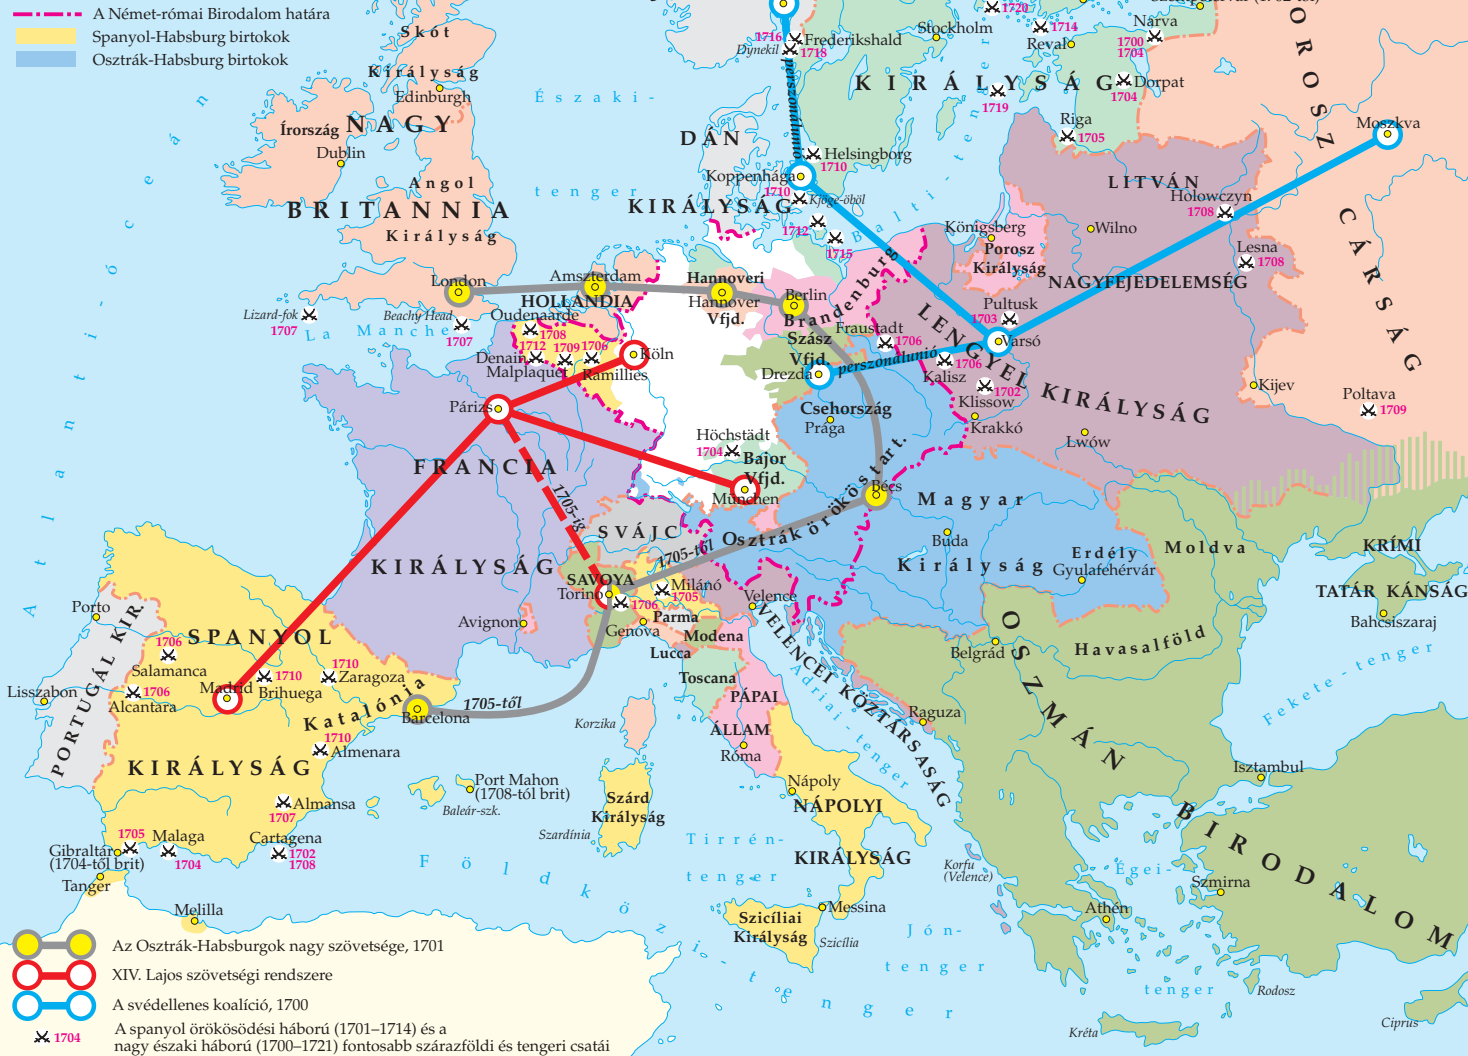 A Német-római Birodalom határa
Spanyol-Habsburg birtokok
Osztrák-Habsburg birtokok
Skót
Királyság
Edinburgh
Írország
NAGY
Dublin
Angol
BRITANNIA
Királyság
London
Lizard-fok
1707
Beachy Head
1707
La Manche
Atlanti-óceán
Északi-
tenger
1720
Stockholm
1714
Reval
Narva
1700
1704
1716
Dynekil
Frederikshald
1718
perszonálunió
KIRÁLYSÁG
1719
Dorpat
1704
Riga
1705
OROSZ CÁRSÁG
Moszkva
DÁN
KIRÁLYSÁG
Helsingborg
1710
Koppenhága
1710
Kjöge-öböl
1712
1715
Balti-tenger
LITVÁN
NAGYFEJEDELEMSÉG
Hołowczyn
1708
Wilno
Lesna
1708
Königsberg
Porosz
Királyság
Pultusk
1703
Varsó
LENGYEL KIRÁLYSÁG
Fraustadt
1706
perszonálunió
Kalisz
1706
1702
Klissow
Krakkó
Lwów
Kijev
Poltava
1709
Amszterdam
HOLLANDIA
Oudenaarde
1708
1712
1709
1706
Denain
Malplaquet
Ramillies
Köln
Hannoveri
Hannover
Vfjd.
Berlin
Brandenburg
Szász
Vfjd.
Drezda
Csehország
Prága
Höchstädt
1704
Bajor
Vfjd.
München
Párizs
FRANCIA
KIRÁLYSÁG
1705-ig
Avignon
SVÁJC
SAVOYA
Torino
1706
Genova
Milánó
1705
1705-től
Osztrák örököstart.
Bécs
Magyar
Királyság
Buda
Erdély
Gyulafehérvár
Moldva
Havasalföld
KRÍMI
TATÁR KÁNSÁG
Bahcsiszaraj
Fekete-tenger
Belgrád
OSZMÁN
BIRODALOM
Isztambul
Szmirna
Athén
Égei-
tenger
Rodosz
Ciprus
Kréta
Velence
VELENCEI KÖZTÁRSASÁG
Adriai-tenger
Raguza
Parma
Modena
Lucca
Toscana
PÁPAI
ÁLLAM
Róma
Korzika
Szárd
Királyság
Szardínia
Nápoly
NÁPOLYI
KIRÁLYSÁG
Tirrén-
tenger
Messina
Szicíliai
Királyság
Szicília
Korfu
(Velence)
Jón-
tenger
Földközi-tenger
Porto
PORTUGÁL KIR.
Lisszabon
SPANYOL
KIRÁLYSÁG
1706
Salamanca
1706
Alcantara
Madrid
1710
Brihuega
1710
Zaragoza
Katalónia
Barcelona
1705-től
1710
Almenara
Almansa
1707
Cartagena
1702
1708
1705
Malaga
1704
Gibraltár
(1704-től brit)
Tanger
Melilla
Port Mahon
(1708-tól brit)
Baleár-szk.
Az Osztrák-Habsburgok nagy szövetsége, 1701
XIV. Lajos szövetségi rendszere
A svédellenes koalíció, 1700
1704
A spanyol örökösödési háború (1701–1714) és a
nagy északi háború (1700–1721) fontosabb szárazföldi és tengeri csatái